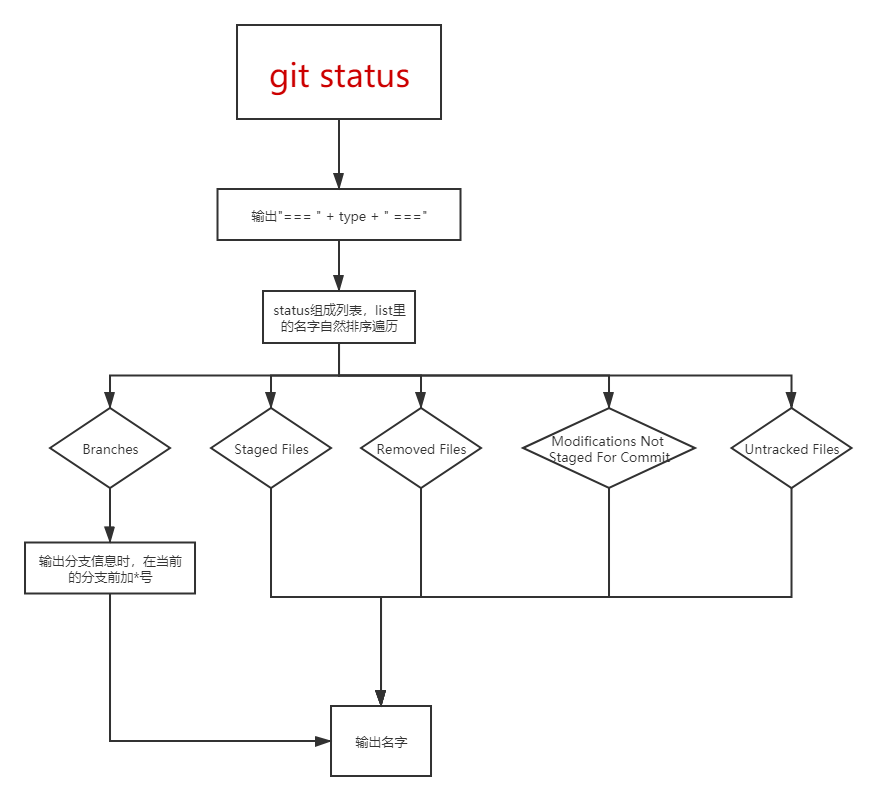 git status
输出"=== " + type + " ==="
status组成列表，list里
的名字自然排序遍历
Branches
Staged Files
Removed Files
Modifications Not
Staged For Commit
Untracked Files
输出分支信息时，在当前
的分支前加*号
输出名字